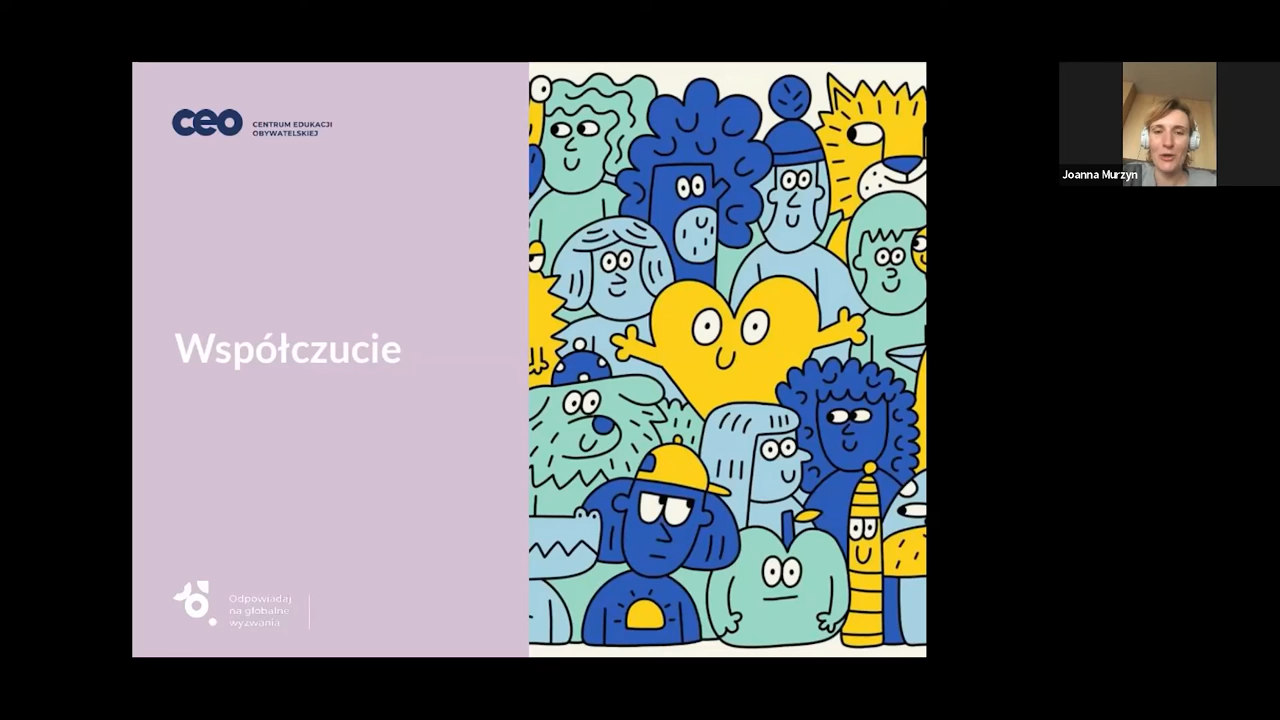 ceo
CENTRUM EDUKACJI
OBYWATELSKIEJ
Współczucie
Odpowiadaj
na globalne
wyzwania
Joanna Murzyn